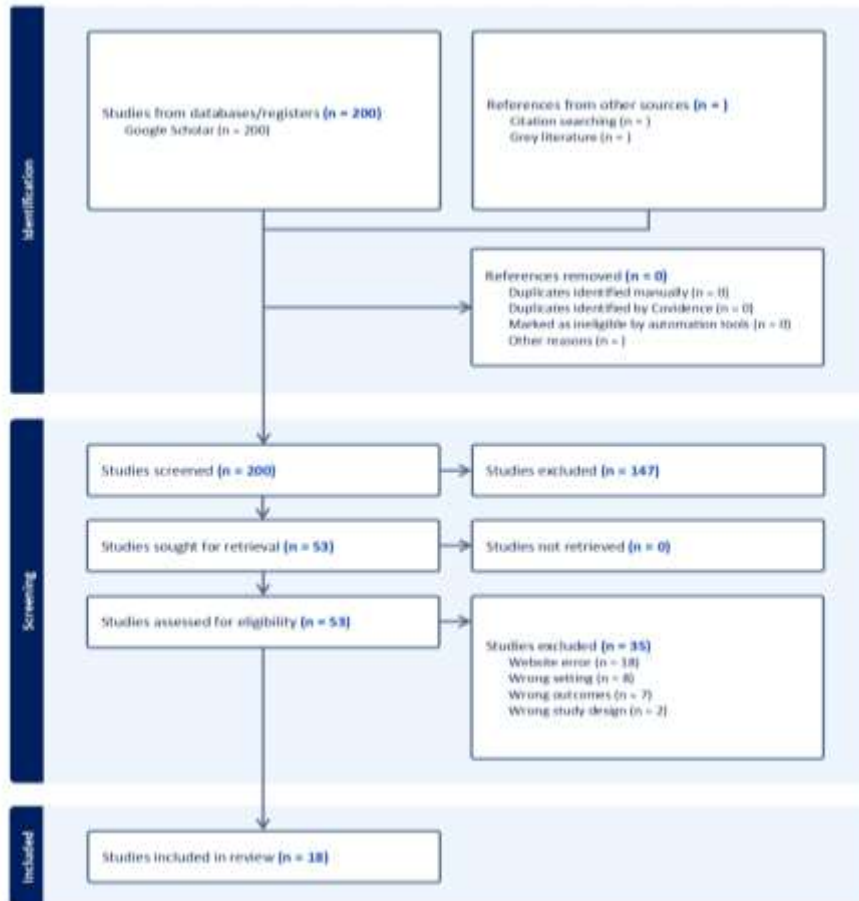 Identification
Studies from databases/registers (n = 200)
Google Scholar (n = 200)
References from other sources (n = )
Citation searching (n = )
Grey literature (n = )
References removed (n = 0)
Duplicates identified manually (n = 0)
Duplicates identified by Covidence (n = 0)
Marked as ineligible by automation tools (n = 0)
Other reasons (n = )
Screening
Studies screened (n = 200)
Studies excluded (n = 147)
Studies sought for retrieval (n = 53)
Studies not retrieved (n = 0)
Studies assessed for eligibility (n = 53)
Studies excluded (n = 35)
Website error (n = 18)
Wrong setting (n = 8)
Wrong outcomes (n = 7)
Wrong study design (n = 2)
Included
Studies included in review (n = 18)